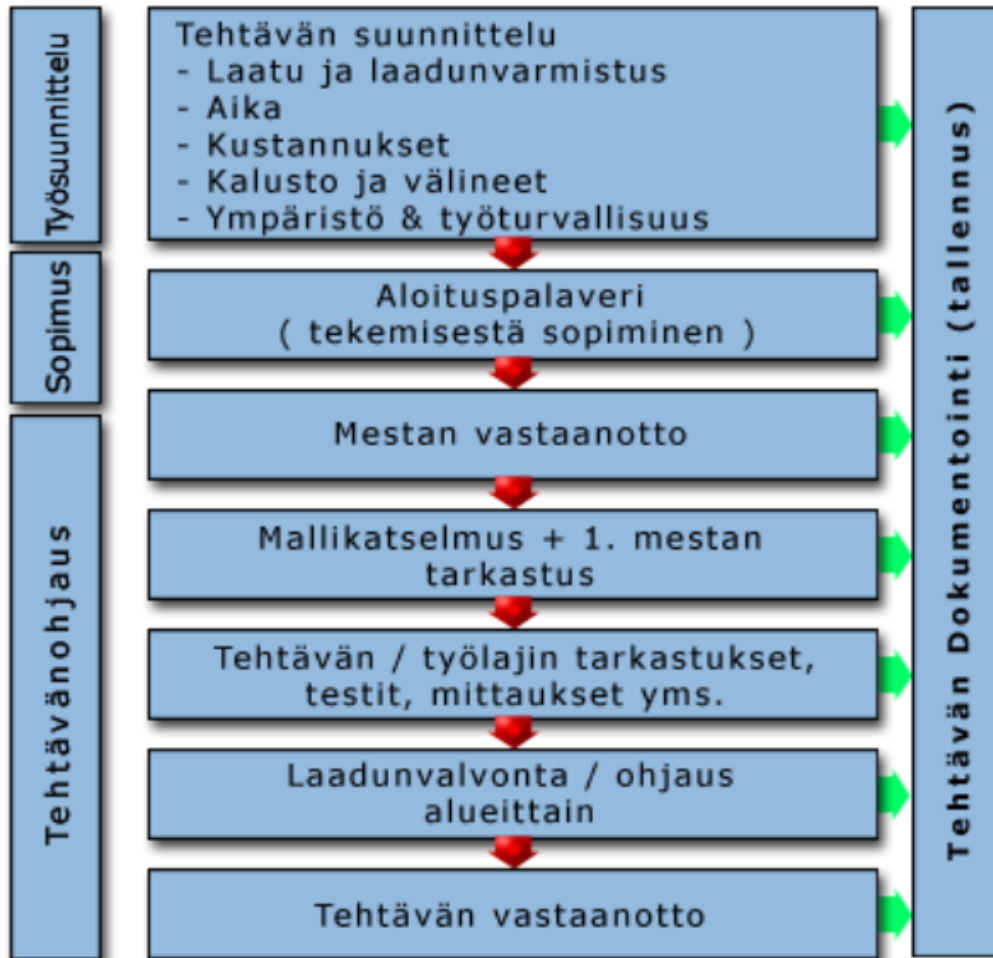 Työsuunnittelu
Tehtävän suunnittelu
- Laatu ja laadunvarmistus
- Aika
- Kustannukset
- Kalusto ja välineet
- Ympäristö & työturvallisuus
Sopimus
Aloituspalaveri
( tekemisestä sopiminen )
Tehtävänohjaus
Mestan vastaanotto
Mallikatselmus + 1. mestan
tarkastus
Tehtävän / työlajin tarkastukset,
testit, mittaukset yms.
Laadunvalvonta / ohjaus
alueittain
Tehtävän vastaanotto
Tehtävän Dokumentointi (tallennus)